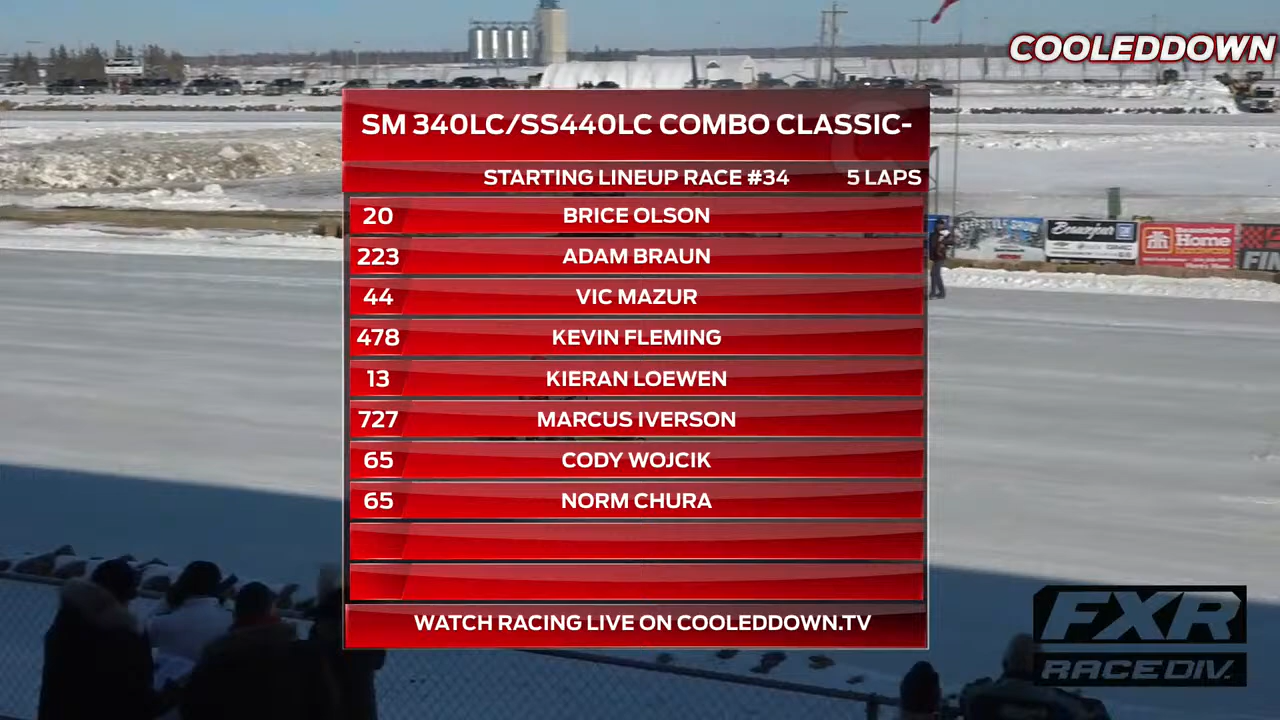 COOLEDDOWN
SM 340LC/SS440LC COMBO CLASSIC-
STARTING LINEUP RACE #34 5 LAPS
20 BRICE OLSON
223 ADAM BRAUN
44 VIC MAZUR
478 KEVIN FLEMING
13 KIERAN LOEWEN
727 MARCUS IVERSON
65 CODY WOJCIK
65 NORM CHURA
WATCH RACING LIVE ON COOLEDDOWN.TV
Beausejour
Home
FXR
RACE DIV.